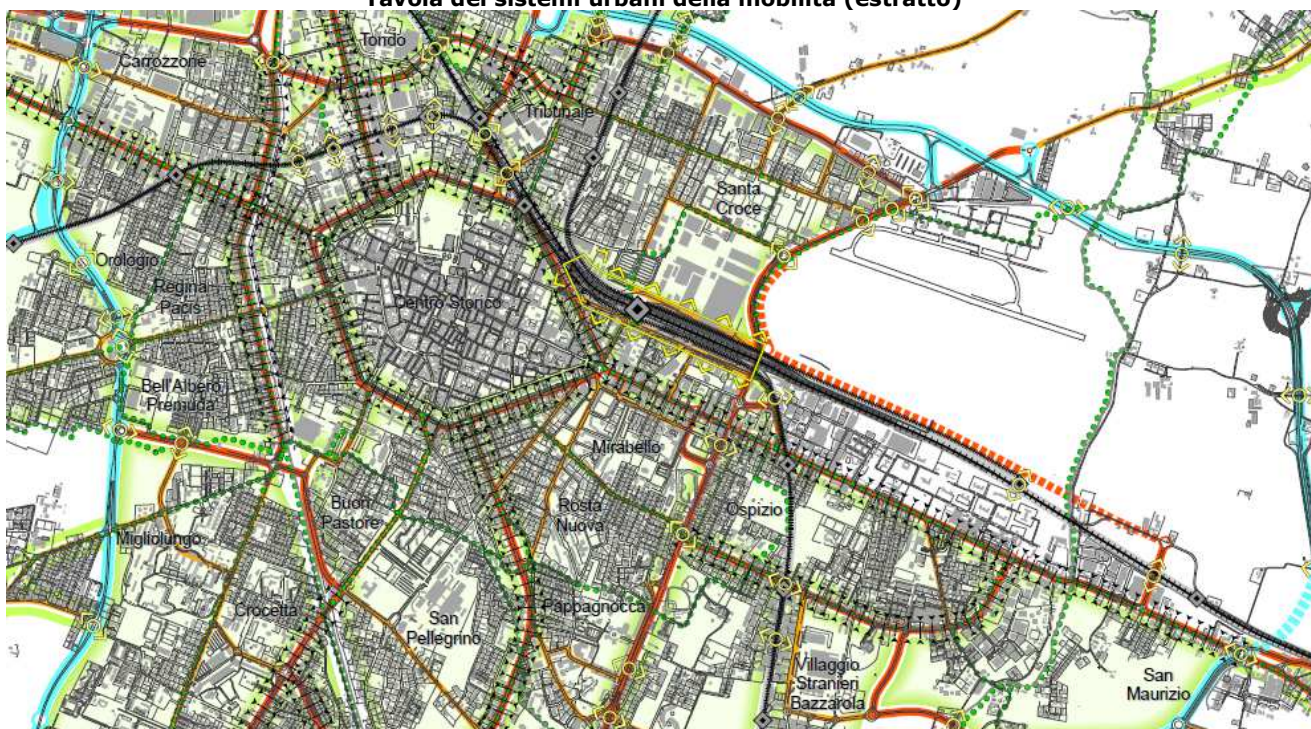 Tavola dei sistemi urbani della mobilità (estratto)
Tondo
Carrozzone
Tribunale
Santa
Croce
Orologio
Regina
Pacis
Centro Storico
Bell'Albero
Premuda
Mirabello
Buon
Pastore
Rosta
Nuova
Ospizio
Migliolungo
Crocetta
San
Pellegrino
Pappagnocca
Villaggio
Stranieri
Bazzarola
San
Maurizio